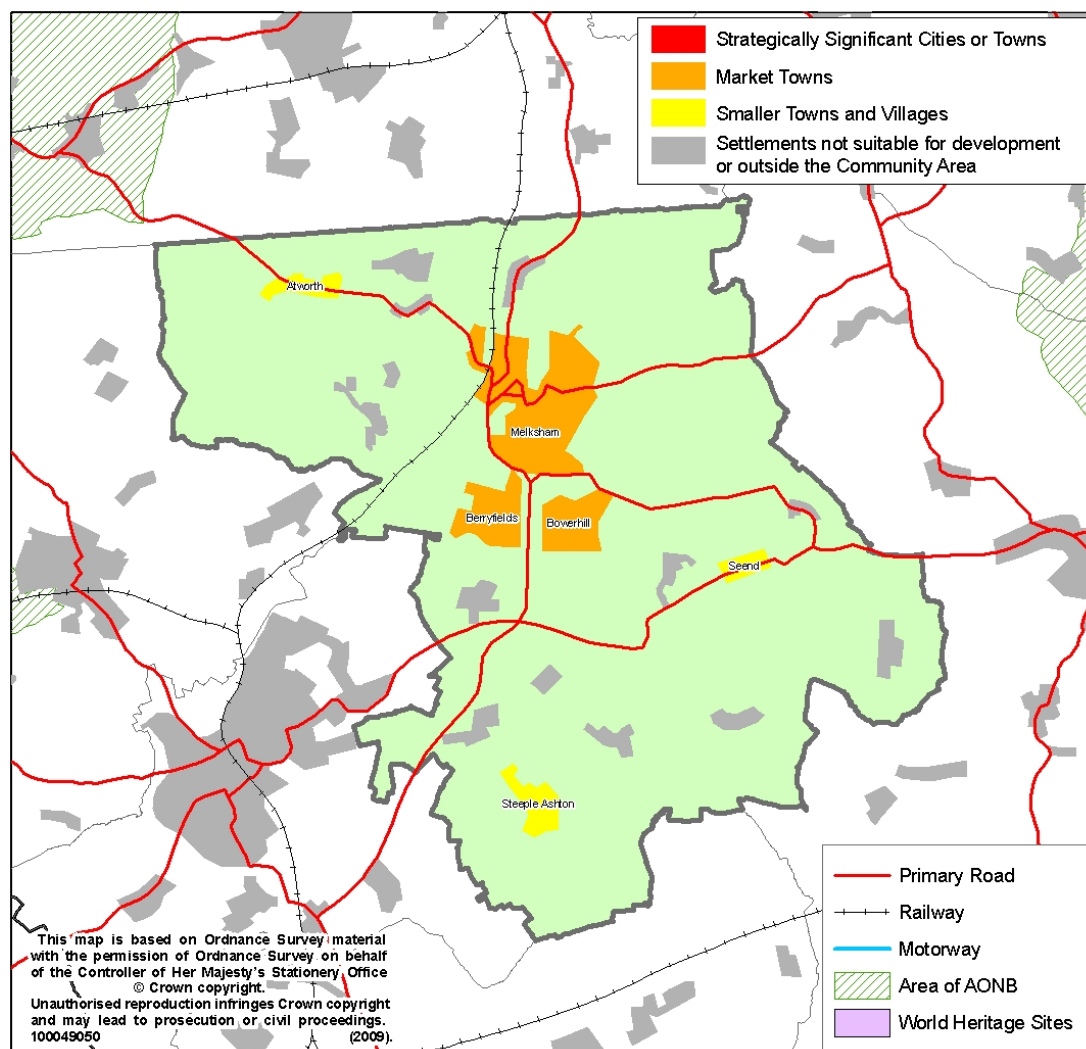 Strategically Significant Cities or Towns
Market Towns
Smaller Towns and Villages
Settlements not suitable for development
or outside the Community Area
Atworth
Melksham
Berryfields
Bowerhill
Seend
Steeple Ashton
Primary Road
Railway
Motorway
Area of AONB
World Heritage Sites
This map is based on Ordnance Survey material
with the permission of Ordnance Survey on behalf
of the Controller of Her Majesty's Stationery Office
© Crown copyright.
Unauthorised reproduction infringes Crown copyright
and may lead to prosecution or civil proceedings.
100049050 (2009).